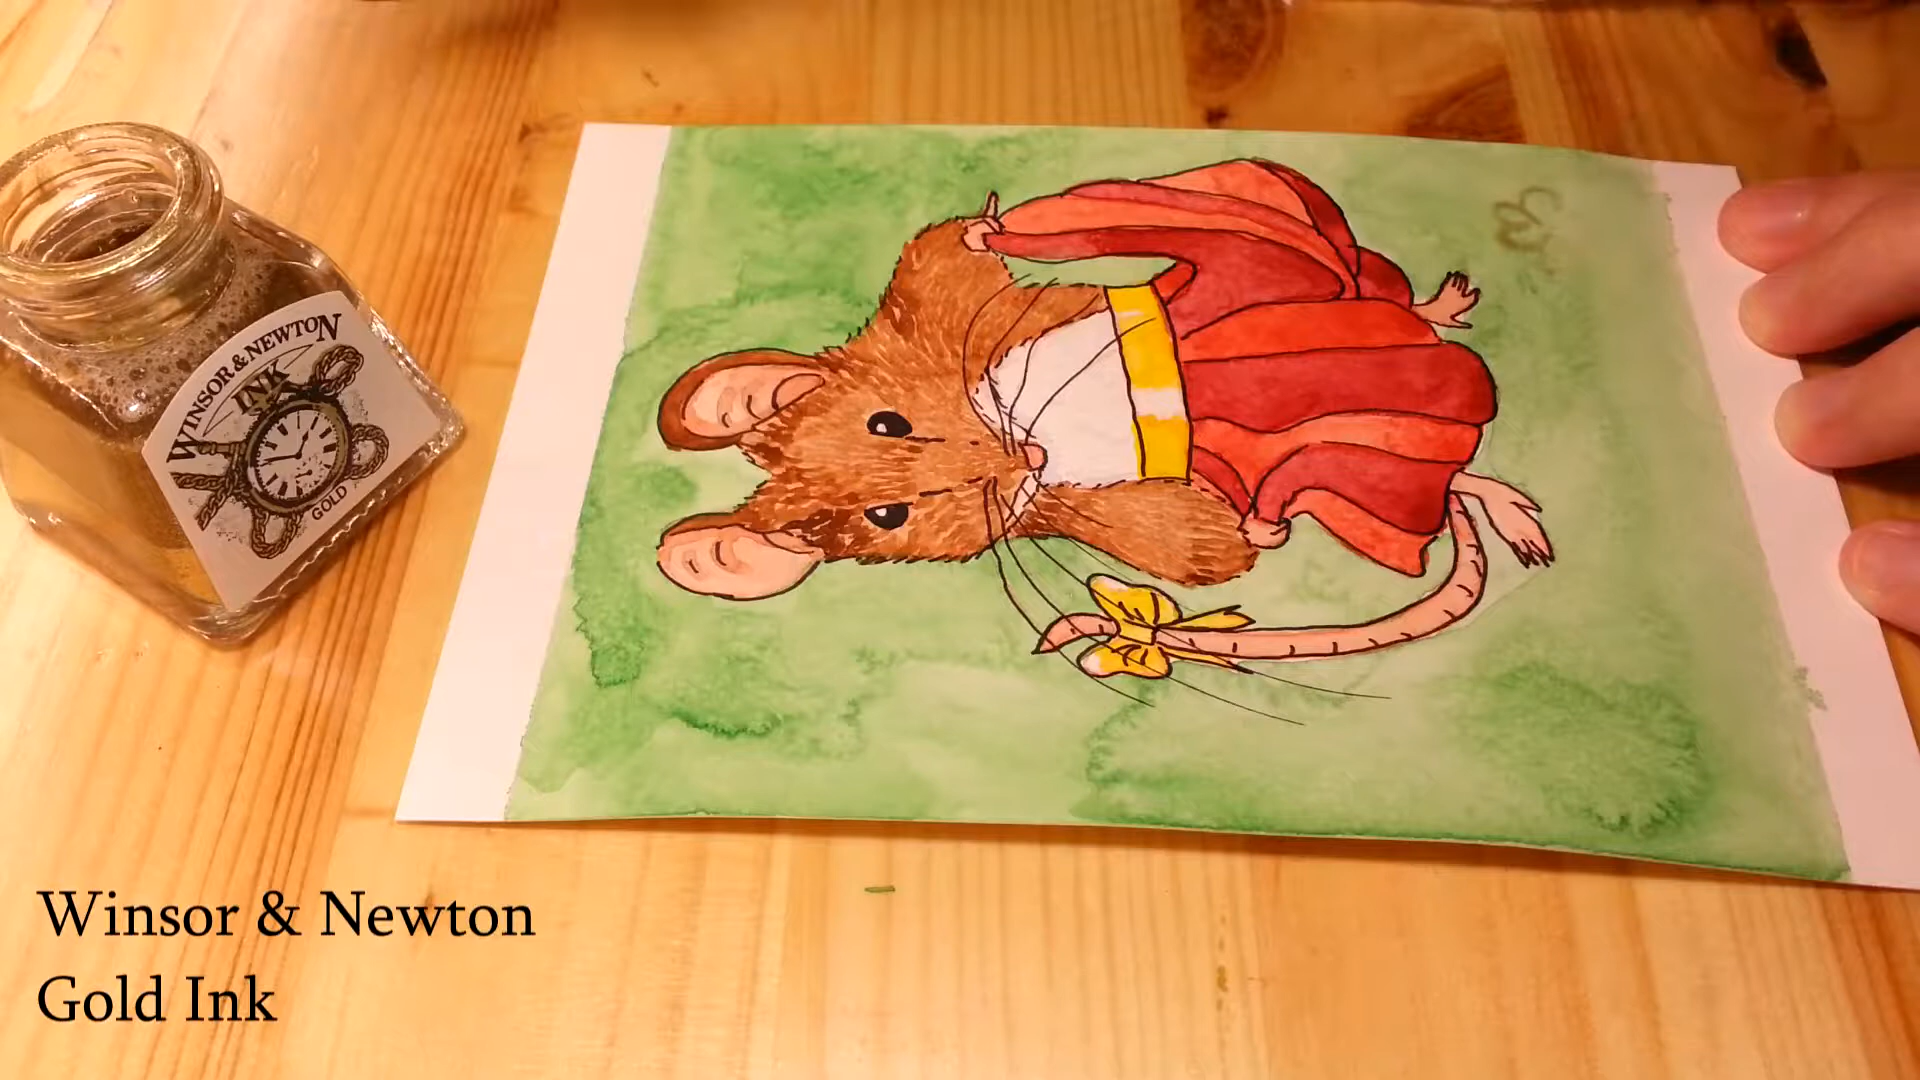 WINSOR & NEWTON
INK
GOLD
Winsor & Newton
Gold Ink